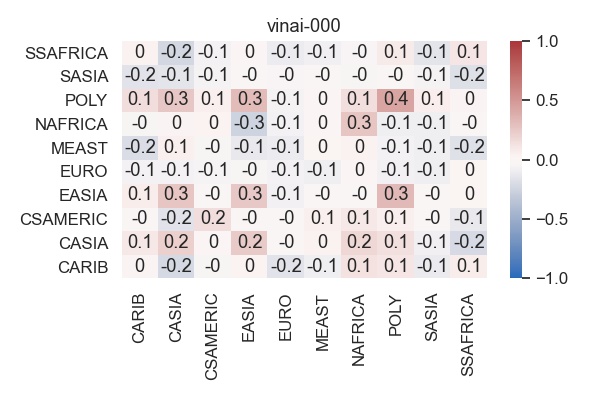 vinai-000
SSAFRICA 0 -0.2 -0.1 0 -0.1 -0.1 -0 0.1 -0.1 0.1
SASIA -0.2 -0.1 -0.1 -0 -0 -0 -0 -0 -0.1 -0.2
POLY 0.1 0.3 0.1 0.3 -0.1 0 0.1 0.4 0.1 0
NAFRICA -0 0 0 -0.3 -0.1 0 0.3 -0.1 -0.1 -0
MEAST -0.2 0.1 -0 -0.1 -0.1 0 0 -0.1 -0.1 -0.2
EURO -0.1 -0.1 -0.1 -0 -0.1 -0.1 0 -0.1 -0 0
EASIA 0.1 0.3 -0 0.3 -0.1 -0 -0 0.3 -0 0
CSAMERIC -0 -0.2 0.2 -0 -0 0.1 0.1 0.1 -0 -0.1
CASIA 0.1 0.2 0 0.2 -0 0 0.2 0.1 -0.1 -0.2
CARIB 0 -0.2 -0 0 -0.2 -0.1 0.1 0.1 -0.1 0.1
CARIB CASIA CSAMERIC EASIA EURO MEAST NAFRICA POLY SASIA SSAFRICA
1.0
0.5
0.0
−0.5
−1.0